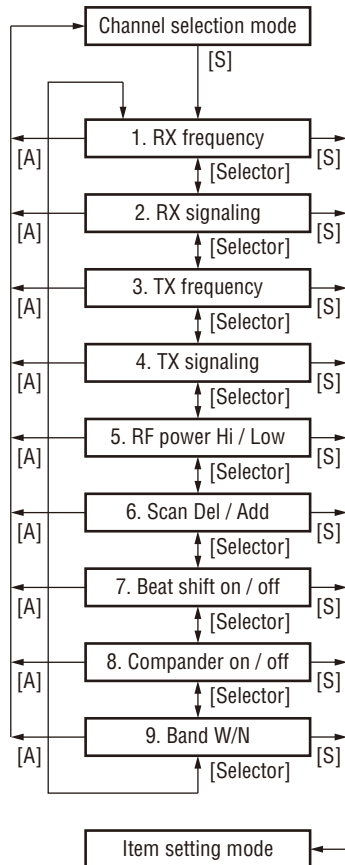 Channel selection mode
[S]
1. RX frequency
[A] [Selector] [S]
2. RX signaling
[A] [Selector] [S]
3. TX frequency
[A] [Selector] [S]
4. TX signaling
[A] [Selector] [S]
5. RF power Hi / Low
[A] [Selector] [S]
6. Scan Del / Add
[A] [Selector] [S]
7. Beat shift on / off
[A] [Selector] [S]
8. Compander on / off
[A] [Selector] [S]
9. Band W/N
[A] [Selector] [S]
Item setting mode